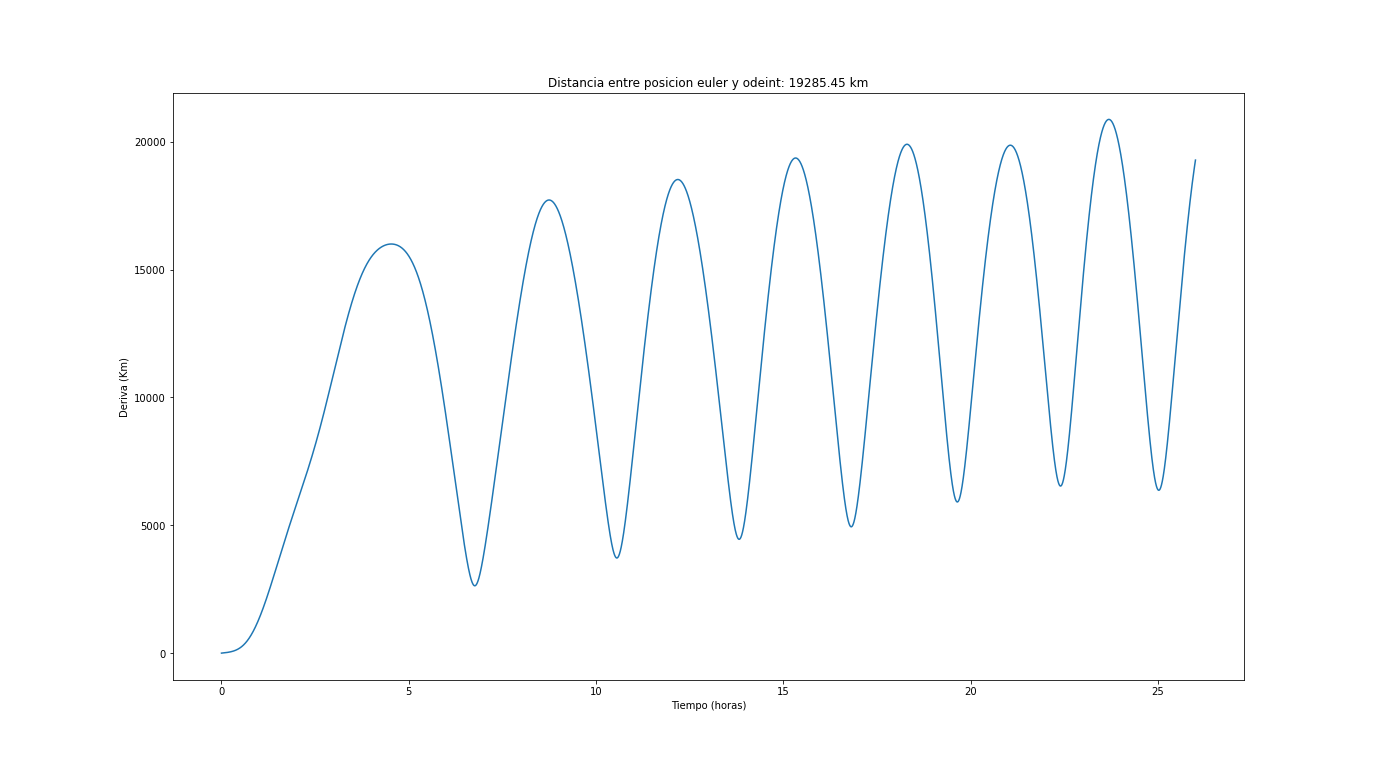 Distancia entre posicion euler y odeint: 19285.45 km
Deriva (Km)
20000
15000
10000
5000
0
0 5 10 15 20 25
Tiempo (horas)